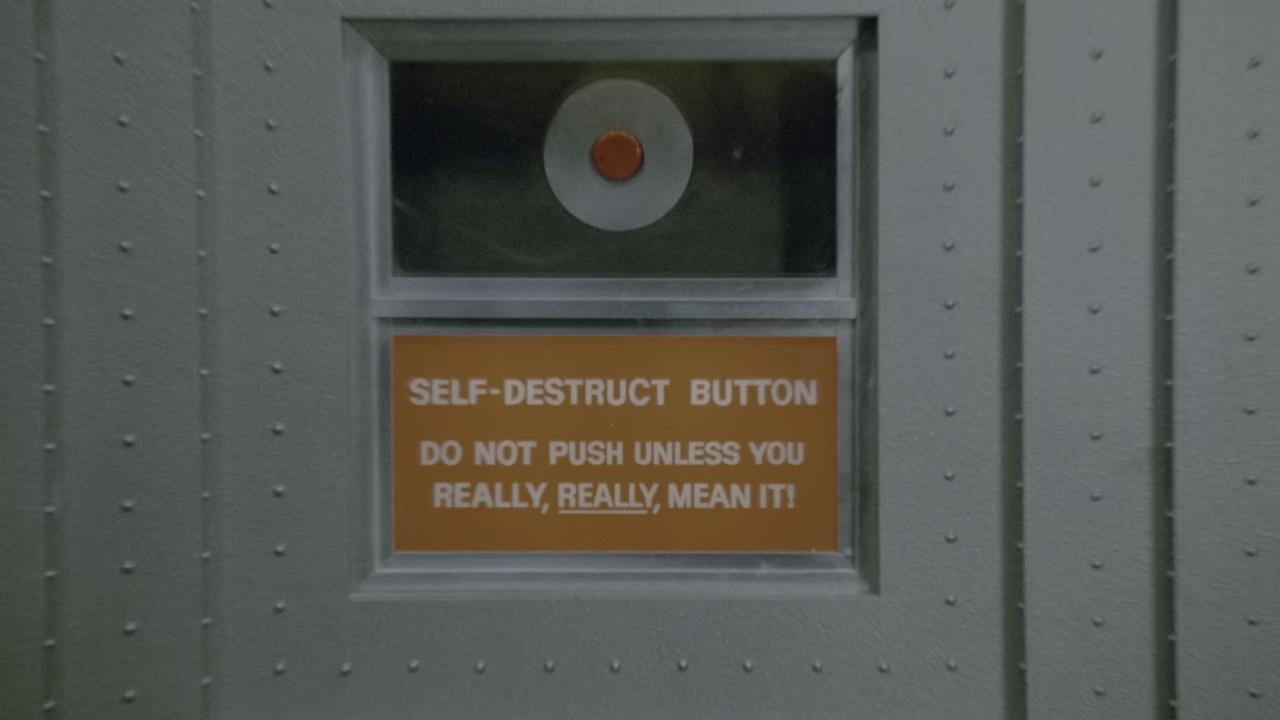 SELF-DESTRUCT BUTTON
DO NOT PUSH UNLESS YOU
REALLY, REALLY, MEAN IT!